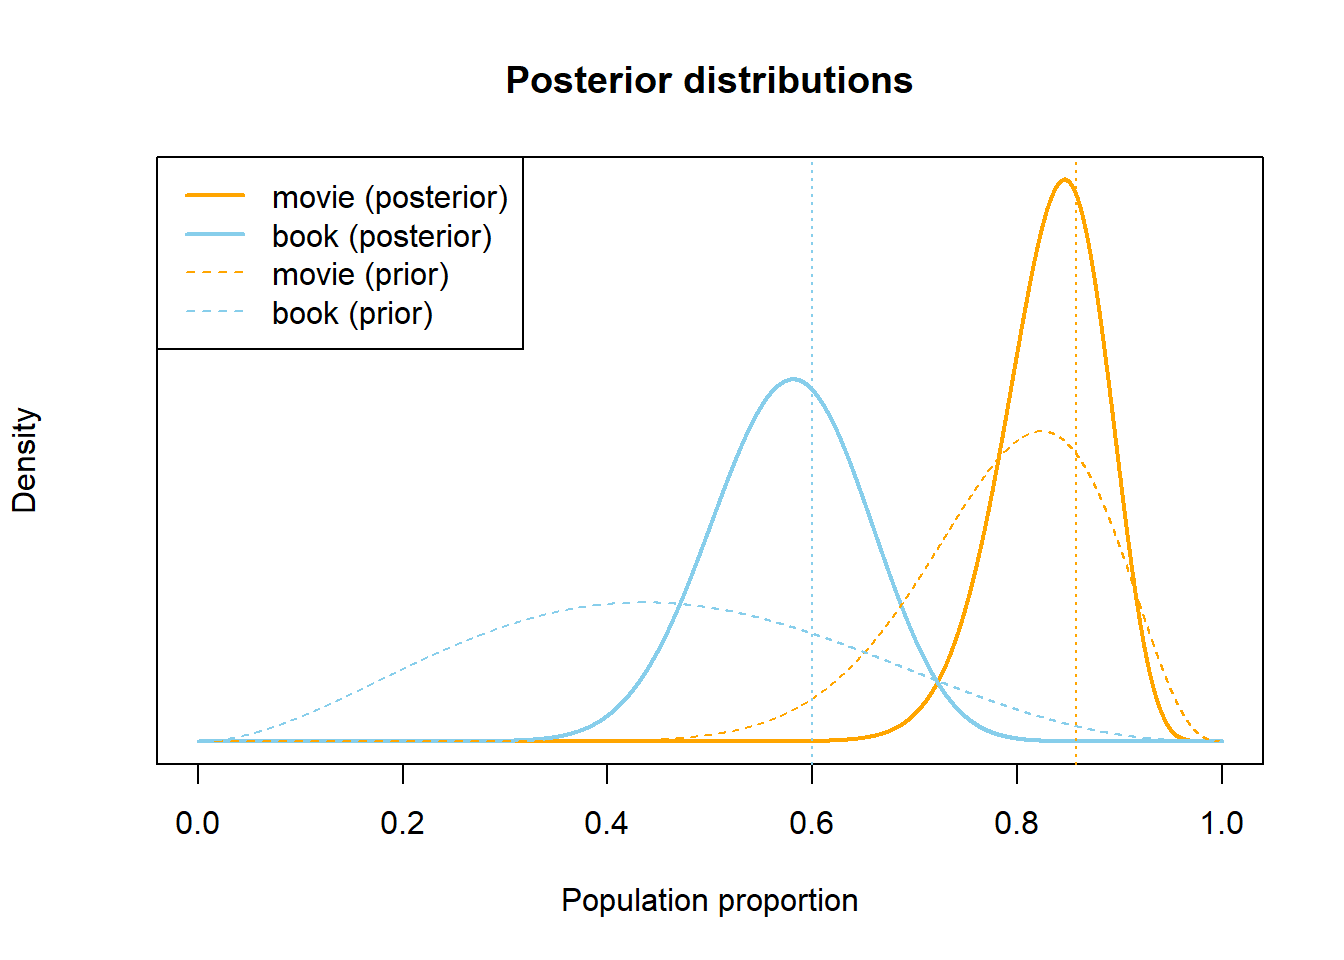 Posterior distributions
movie (posterior)
book (posterior)
movie (prior)
book (prior)
Density
0.0 0.2 0.4 0.6 0.8 1.0
Population proportion